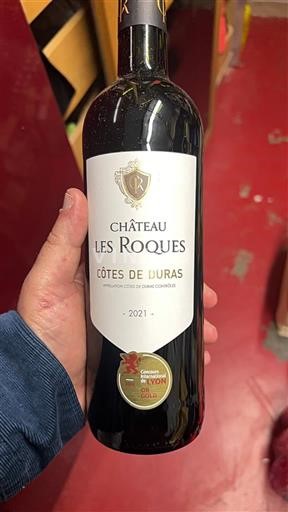 CHÂTEAU
LES ROQUES
CÔTES DE DURAS
APPELLATION CÔTES DE DURAS CONTRÔLÉE
- 2021 -
Concours
International
de LYON
OR
GOLD